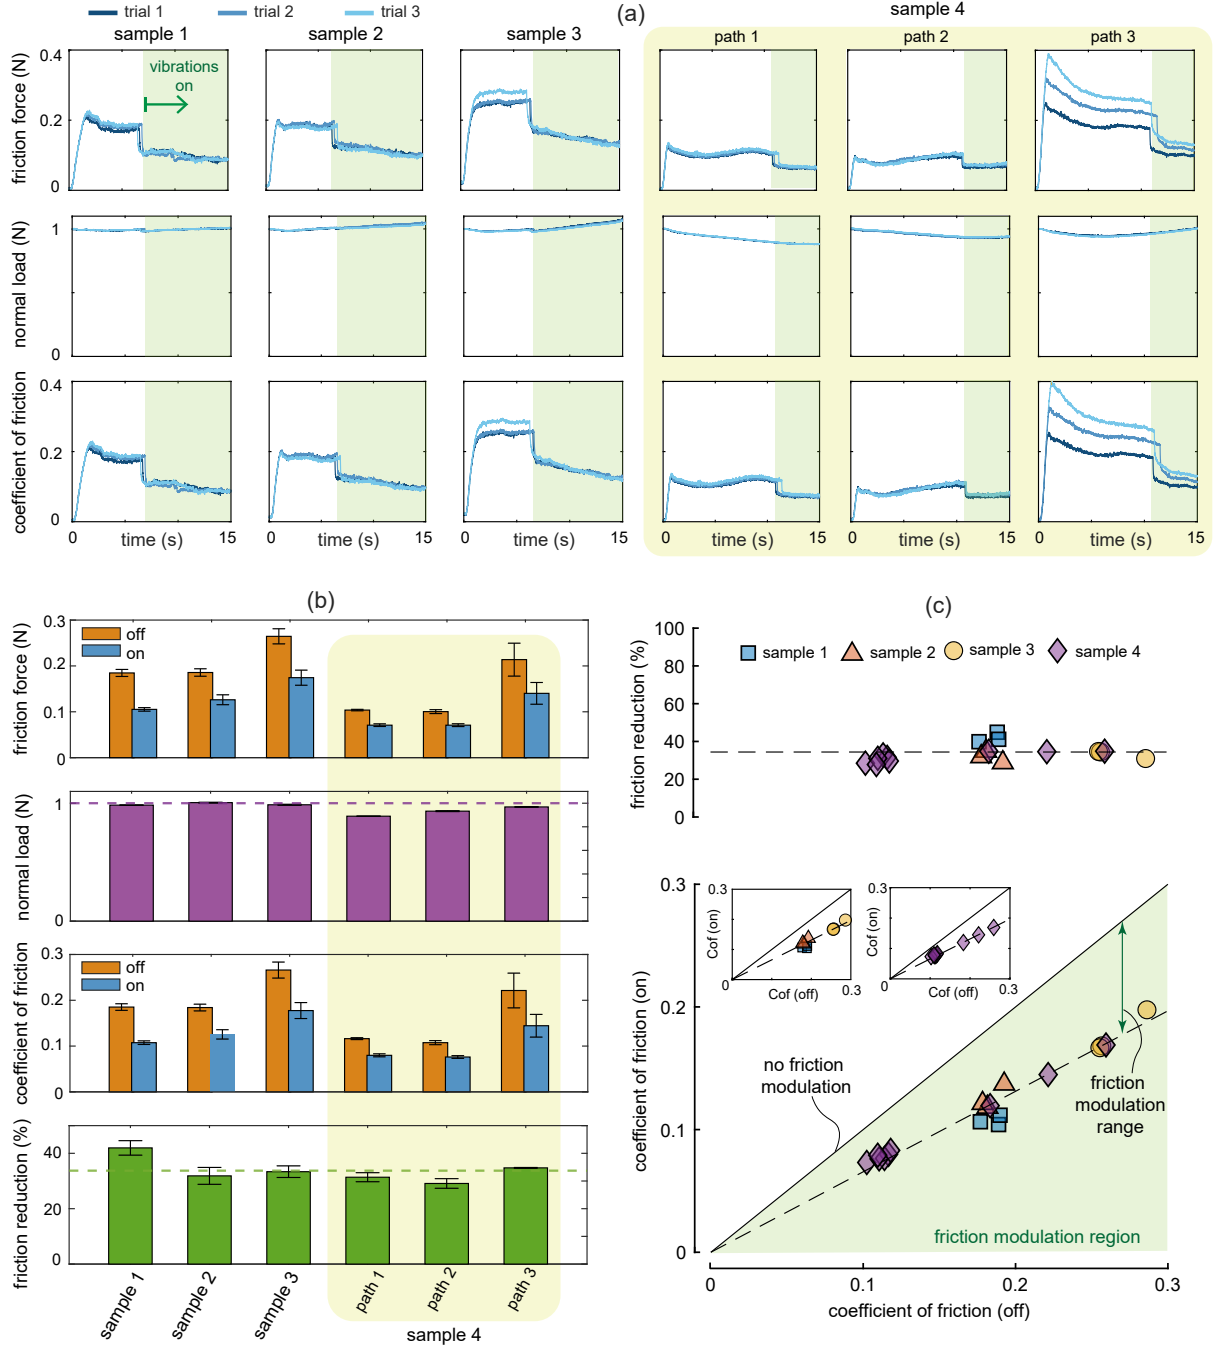 trial 1 trial 2 trial 3
(a)
sample 4
sample 1 sample 2 sample 3
path 1 path 2 path 3
friction force (N)
0.4
0.2
0
vibrations
on
normal load (N)
1
0
coefficient of friction
0.4
0.2
0
0 time (s) 15
0 time (s) 15
0 time (s) 15
0 time (s) 15
0 time (s) 15
0 time (s) 15
(b)
friction force (N)
0.3
0.2
0.1
0
off
on
normal load (N)
1
0
coefficient of friction
0.3
0.2
0.1
0
off
on
friction reduction (%)
40
20
0
sample 1 sample 2 sample 3 path 1 path 2 path 3
sample 4
(c)
friction reduction (%)
100
80
60
40
20
0
sample 1 sample 2 sample 3 sample 4
coefficient of friction (on)
0.3
0.2
0.1
0
0.3
Cof (on)
0
Cof (off)
0.3
0.3
Cof (on)
0
Cof (off)
0.3
no friction
modulation
friction
modulation
range
friction modulation region
0 0.1 0.2 0.3
coefficient of friction (off)